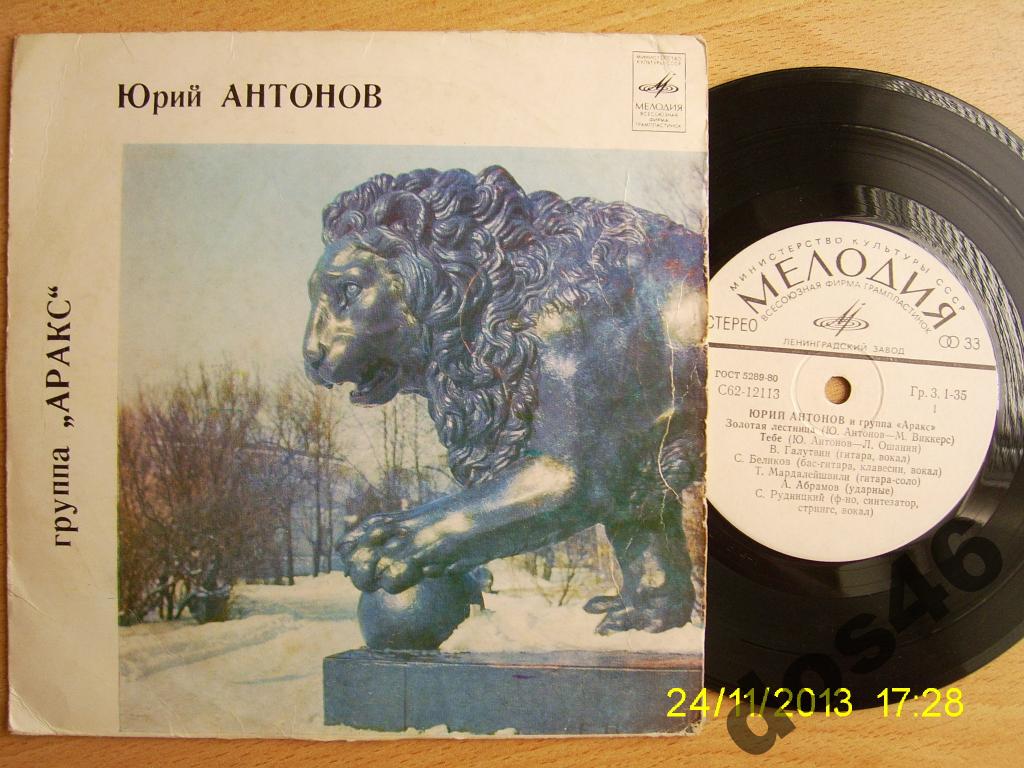 Юрий АНТОНОВ
группа „АРАКС“
МИНИСТЕРСТВО
КУЛЬТУРЫ СССР
МЕЛОДИЯ
ВСЕСОЮЗНАЯ
ФИРМА
ГРАМПЛАСТИНОК
МИНИСТЕРСТВО КУЛЬТУРЫ СССР
МЕЛОДИЯ
ВСЕСОЮЗНАЯ ФИРМА ГРАМПЛАСТИНОК
СТЕРЕО
33
ЛЕНИНГРАДСКИЙ ЗАВОД
ГОСТ 5289-80
С62-12113
Гр. 3. 1-35
1
ЮРИЙ АНТОНОВ и группа «Аракс»
Золотая лестница (Ю. Антонов—М. Виккерс)
Тебе (Ю. Антонов—Л. Ошанин)
В. Галутвин (гитара, вокал)
С. Беликов (бас-гитара, клавесин, вокал)
Т. Мардалейшвили (гитара-соло)
А. Абрамов (ударные)
С. Рудницкий (ф-но, синтезатор,
стрингс, вокал)
24/11/2013 17:28
dos46